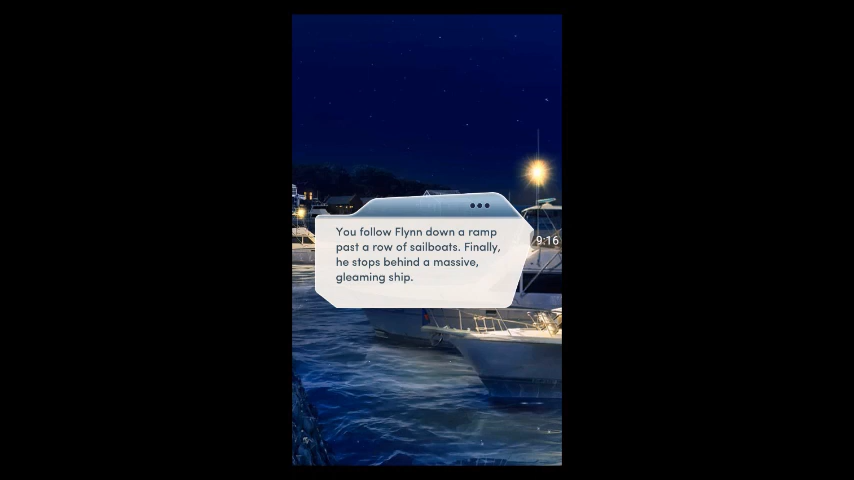 You follow Flynn down a ramp
past a row of sailboats. Finally,
he stops behind a massive,
gleaming ship.
9:16